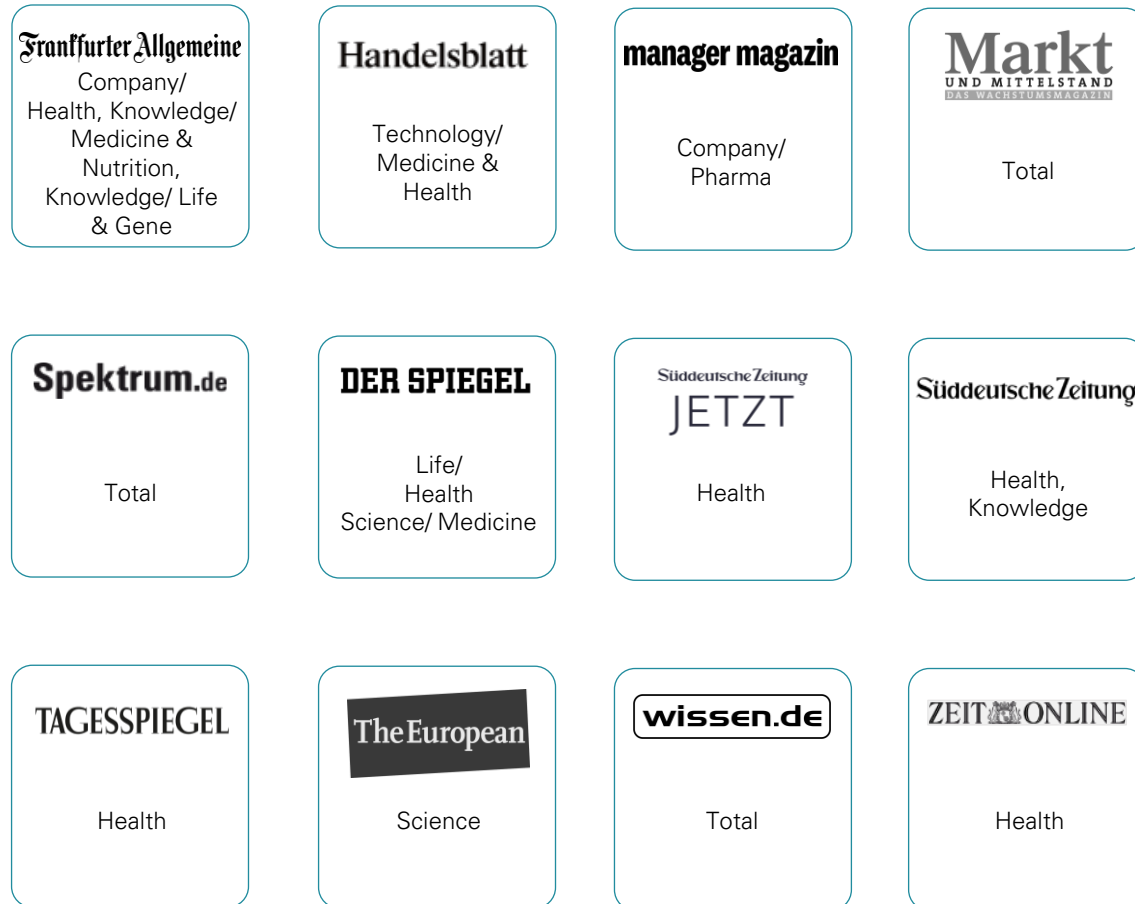 Frankfurter Allgemeine
Company/
Health, Knowledge/
Medicine &
Nutrition,
Knowledge/ Life
& Gene
Handelsblatt
Technology/
Medicine &
Health
manager magazin
Company/
Pharma
Markt
UND MITTELSTAND
DAS WACHSTUMSMAGAZIN
Total
Spektrum.de
Total
DER SPIEGEL
Life/
Health
Science/ Medicine
Süddeutsche Zeitung
JETZT
Health
Süddeutsche Zeitung
Health,
Knowledge
TAGESSPIEGEL
Health
The European
Science
wissen.de
Total
ZEIT ONLINE
Health